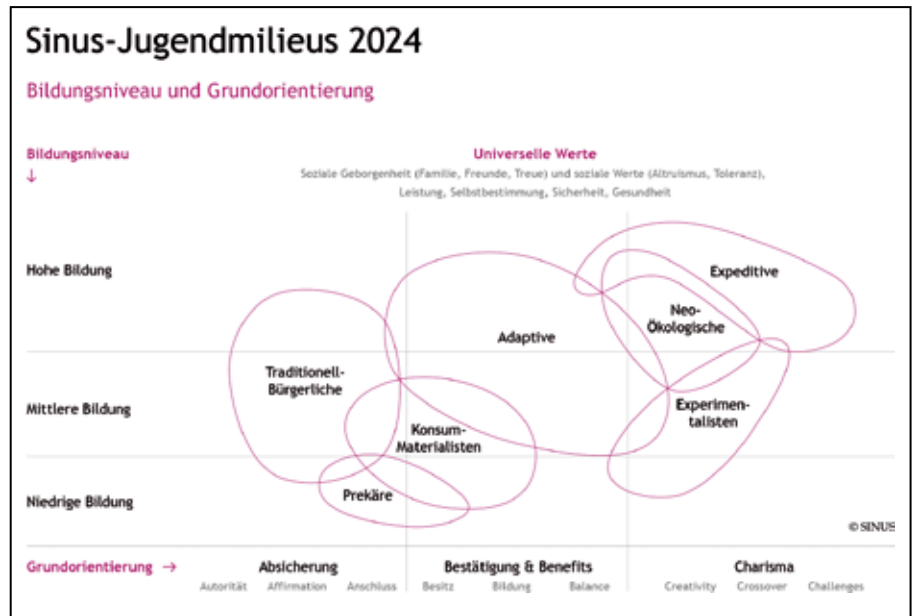 Sinus-Jugendmilieus 2024
Bildungsniveau und Grundorientierung
Bildungsniveau
↓
Universelle Werte
Soziale Geborgenheit (Familie, Freunde, Treue) und soziale Werte (Altruismus, Toleranz),
Leistung, Selbstbestimmung, Sicherheit, Gesundheit
Hohe Bildung
Expeditive
Neo-
Ökologische
Adaptive
Traditionell-
Bürgerliche
Mittlere Bildung
Experimen-
talisten
Konsum-
Materialisten
Prekäre
Niedrige Bildung
© SINUS
Grundorientierung →
Absicherung
Bestätigung & Benefits
Charisma
Autorität Affirmation Anschluss Besitz Bildung Balance Creativity Crossover Challenges